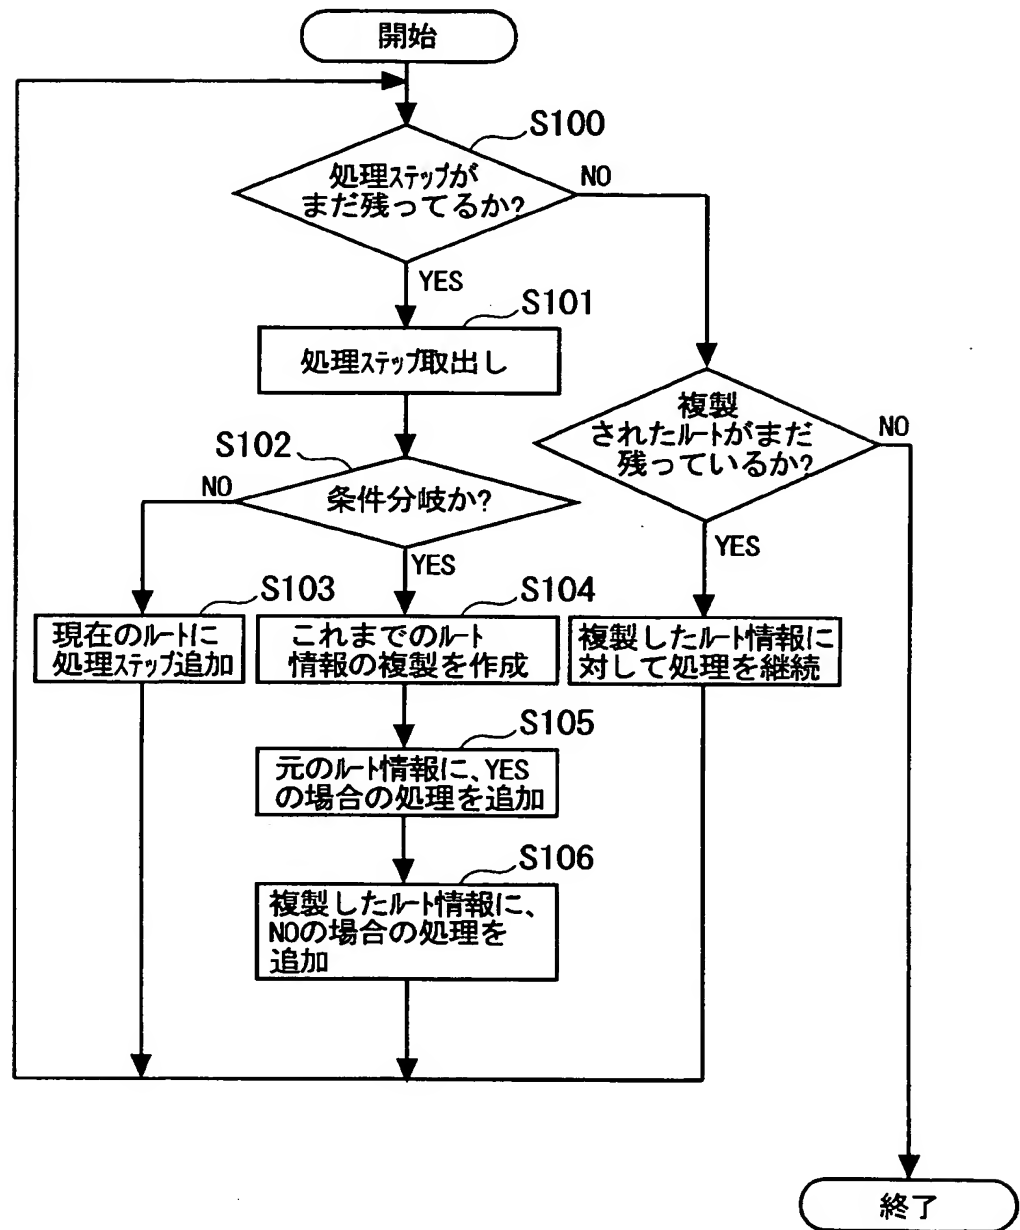 開始
S100
処理ステップが
まだ残ってるか?
NO
YES
S101
処理ステップ取出し
複製
されたルートがまだ
残っているか?
NO
S102
条件分岐か?
NO
YES
YES
S103
現在のルートに
処理ステップ追加
S104
これまでのルート
情報の複製を作成
複製したルート情報に
対して処理を継続
S105
元のルート情報に、YES
の場合の処理を追加
S106
複製したルート情報に、
NOの場合の処理を
追加
終了